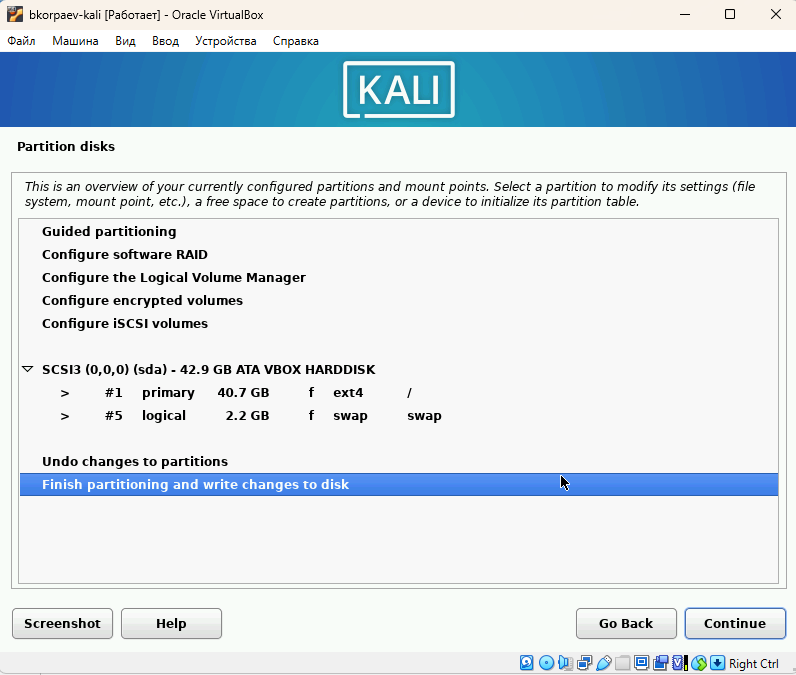 bkorpaev-kali [Работает] - Oracle VirtualBox
Файл Машина Вид Ввод Устройства Справка
KALI
Partition disks
This is an overview of your currently configured partitions and mount points. Select a partition to modify its settings (file
system, mount point, etc.), a free space to create partitions, or a device to initialize its partition table.
Guided partitioning
Configure software RAID
Configure the Logical Volume Manager
Configure encrypted volumes
Configure iSCSI volumes
SCSI3 (0,0,0) (sda) - 42.9 GB ATA VBOX HARDDISK
> #1 primary 40.7 GB f ext4 /
> #5 logical 2.2 GB f swap swap
Undo changes to partitions
Finish partitioning and write changes to disk
Screenshot Help Go Back Continue
Right Ctrl